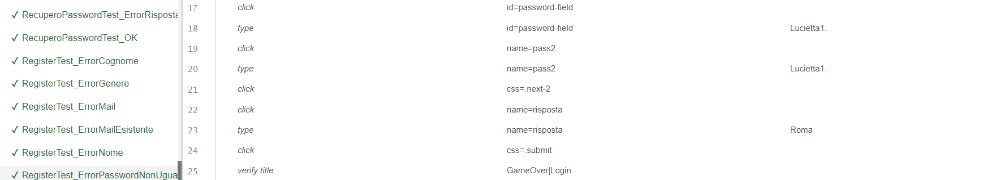 ✓ RecuperoPasswordTest_ErrorRisposta
✓ RecuperoPasswordTest_OK
✓ RegisterTest_ErrorCognome
✓ RegisterTest_ErrorGenere
✓ RegisterTest_ErrorMail
✓ RegisterTest_ErrorMailEsistente
✓ RegisterTest_ErrorNome
✓ RegisterTest_ErrorPasswordNonUgua
17 click id=password-field
18 type id=password-field Lucietta1.
19 click name=pass2
20 type name=pass2 Lucietta1.
21 click css=.next-2
22 click name=risposta
23 type name=risposta Roma
24 click css=.submit
25 verify title GameOver|Login